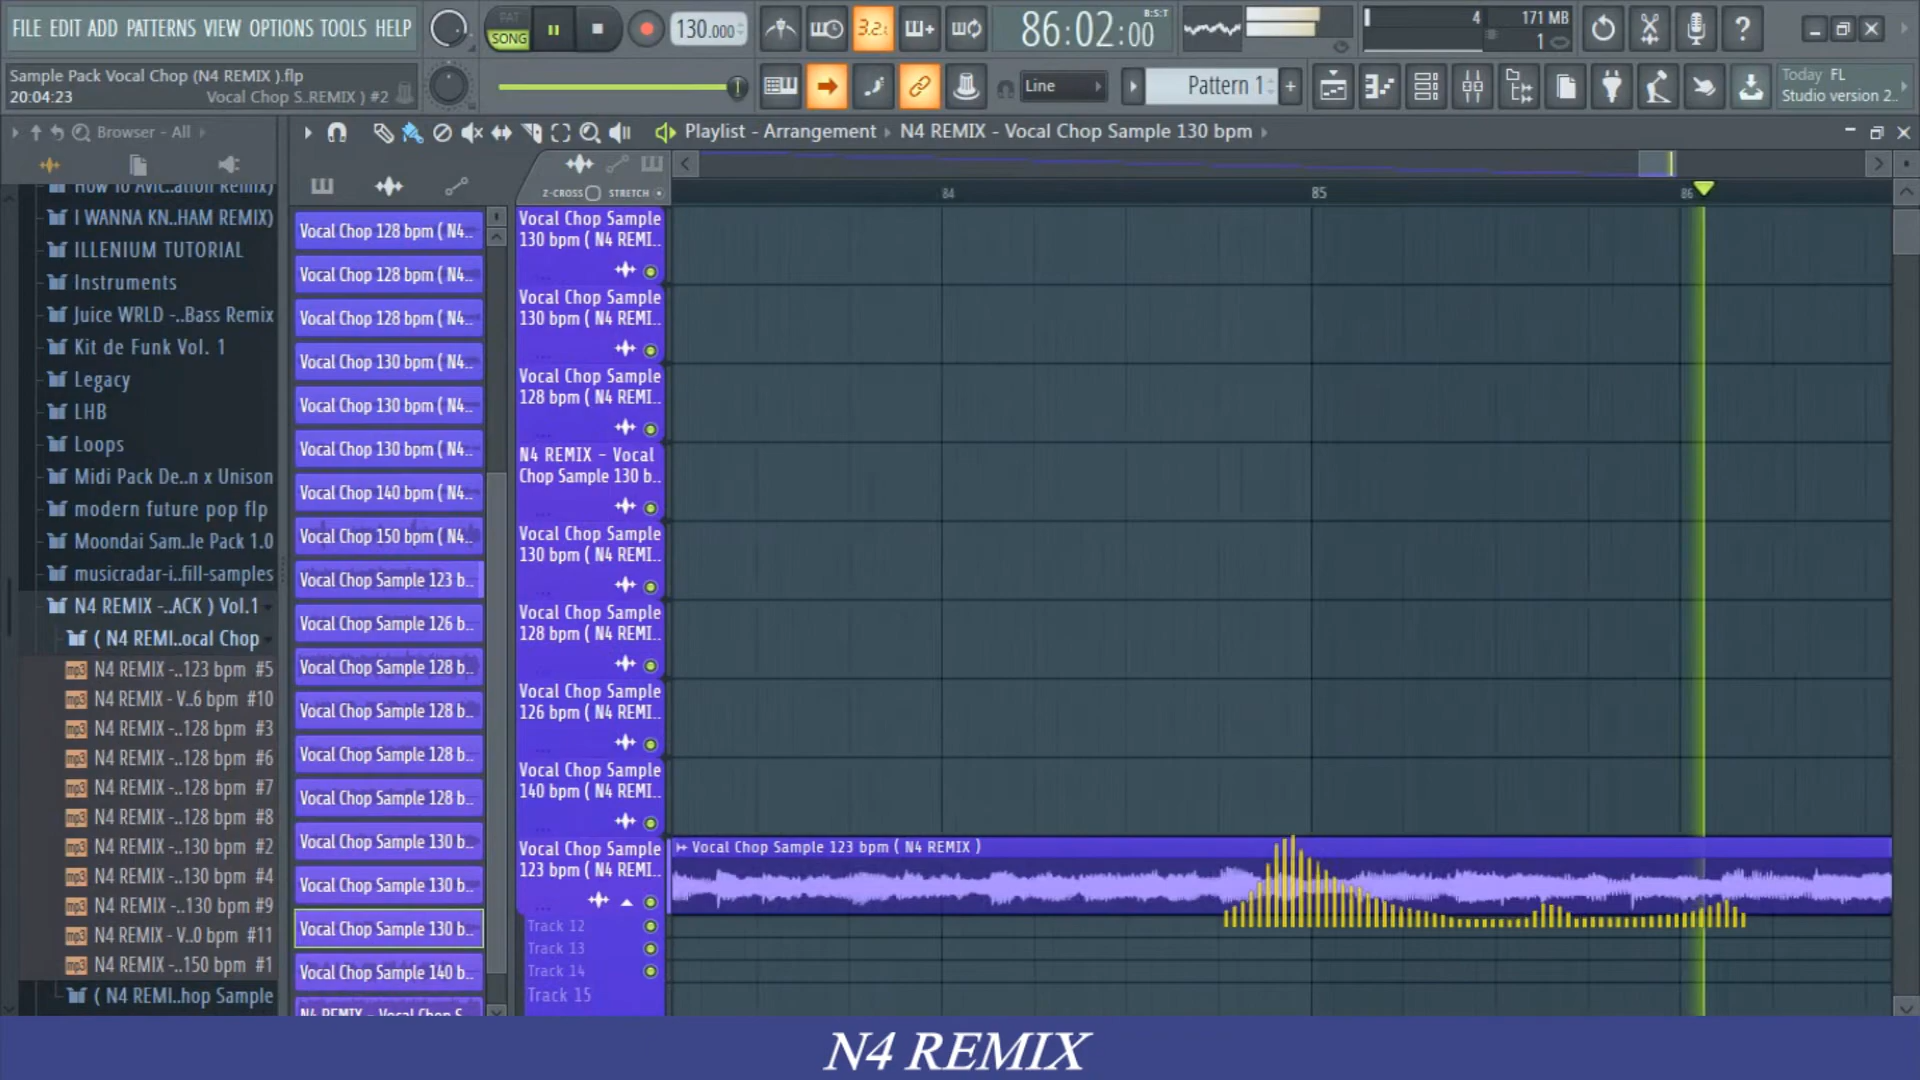 FILE EDIT ADD PATTERNS VIEW OPTIONS TOOLS HELP
PAT
SONG
130.000
3.2.
86:02:00
B:S:T
4
171 MB
1
Sample Pack Vocal Chop (N4 REMIX ).flp
20:04:23
Vocal Chop S..REMIX ) #2
Line
Pattern 1
+
Today FL
Studio version 2..
Browser - All
Playlist - Arrangement
N4 REMIX - Vocal Chop Sample 130 bpm
Z-CROSS
STRETCH
84
85
86
How To Avic..ation Remix)
I WANNA KN..HAM REMIX)
ILLENIUM TUTORIAL
Instruments
Juice WRLD -..Bass Remix
Kit de Funk Vol. 1
Legacy
LHB
Loops
Midi Pack De..n x Unison
modern future pop flp
Moondai Sam..le Pack 1.0
musicradar-i..fill-samples
N4 REMIX -..ACK ) Vol.1
( N4 REMI..ocal Chop
mp3 N4 REMIX -..123 bpm #5
mp3 N4 REMIX - V..6 bpm #10
mp3 N4 REMIX -..128 bpm #3
mp3 N4 REMIX -..128 bpm #6
mp3 N4 REMIX -..128 bpm #7
mp3 N4 REMIX -..128 bpm #8
mp3 N4 REMIX -..130 bpm #2
mp3 N4 REMIX -..130 bpm #4
mp3 N4 REMIX -..130 bpm #9
mp3 N4 REMIX - V..0 bpm #11
mp3 N4 REMIX -..150 bpm #1
( N4 REMI..hop Sample
Vocal Chop 128 bpm ( N4..
Vocal Chop 128 bpm ( N4..
Vocal Chop 128 bpm ( N4..
Vocal Chop 130 bpm ( N4..
Vocal Chop 130 bpm ( N4..
Vocal Chop 130 bpm ( N4..
Vocal Chop 140 bpm ( N4..
Vocal Chop 150 bpm ( N4..
Vocal Chop Sample 123 b..
Vocal Chop Sample 126 b..
Vocal Chop Sample 128 b..
Vocal Chop Sample 128 b..
Vocal Chop Sample 128 b..
Vocal Chop Sample 128 b..
Vocal Chop Sample 130 b..
Vocal Chop Sample 130 b..
Vocal Chop Sample 130 b..
Vocal Chop Sample 140 b..
N4 REMIX - Vocal Chop S..
Vocal Chop Sample
130 bpm ( N4 REMI..
Vocal Chop Sample
130 bpm ( N4 REMI..
Vocal Chop Sample
128 bpm ( N4 REMI..
N4 REMIX - Vocal
Chop Sample 130 b..
Vocal Chop Sample
130 bpm ( N4 REMI..
Vocal Chop Sample
128 bpm ( N4 REMI..
Vocal Chop Sample
126 bpm ( N4 REMI..
Vocal Chop Sample
140 bpm ( N4 REMI..
Vocal Chop Sample
123 bpm ( N4 REMI..
Track 12
Track 13
Track 14
Track 15
Vocal Chop Sample 123 bpm ( N4 REMIX )
N4 REMIX